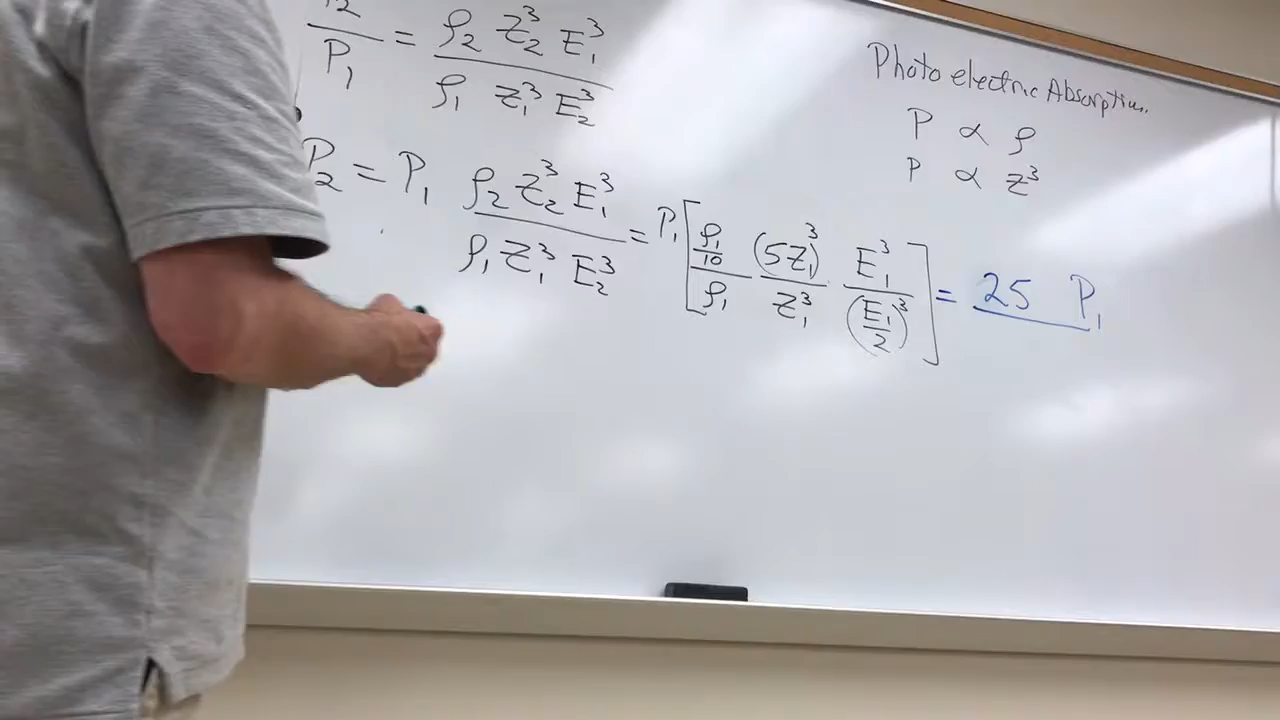 P₂/P₁ = ρ₂ Z₂³ E₁³ / ρ₁ Z₁³ E₂³
P₂ = P₁ ρ₂ Z₂³ E₁³ / ρ₁ Z₁³ E₂³ = P₁ [ (ρ₁/10)/ρ₁ (5Z₁)³/Z₁³ · E₁³/(E₁/2)³ ] = 25 P₁
Photo electric Absorption.
P ∝ ρ
P ∝ Z³